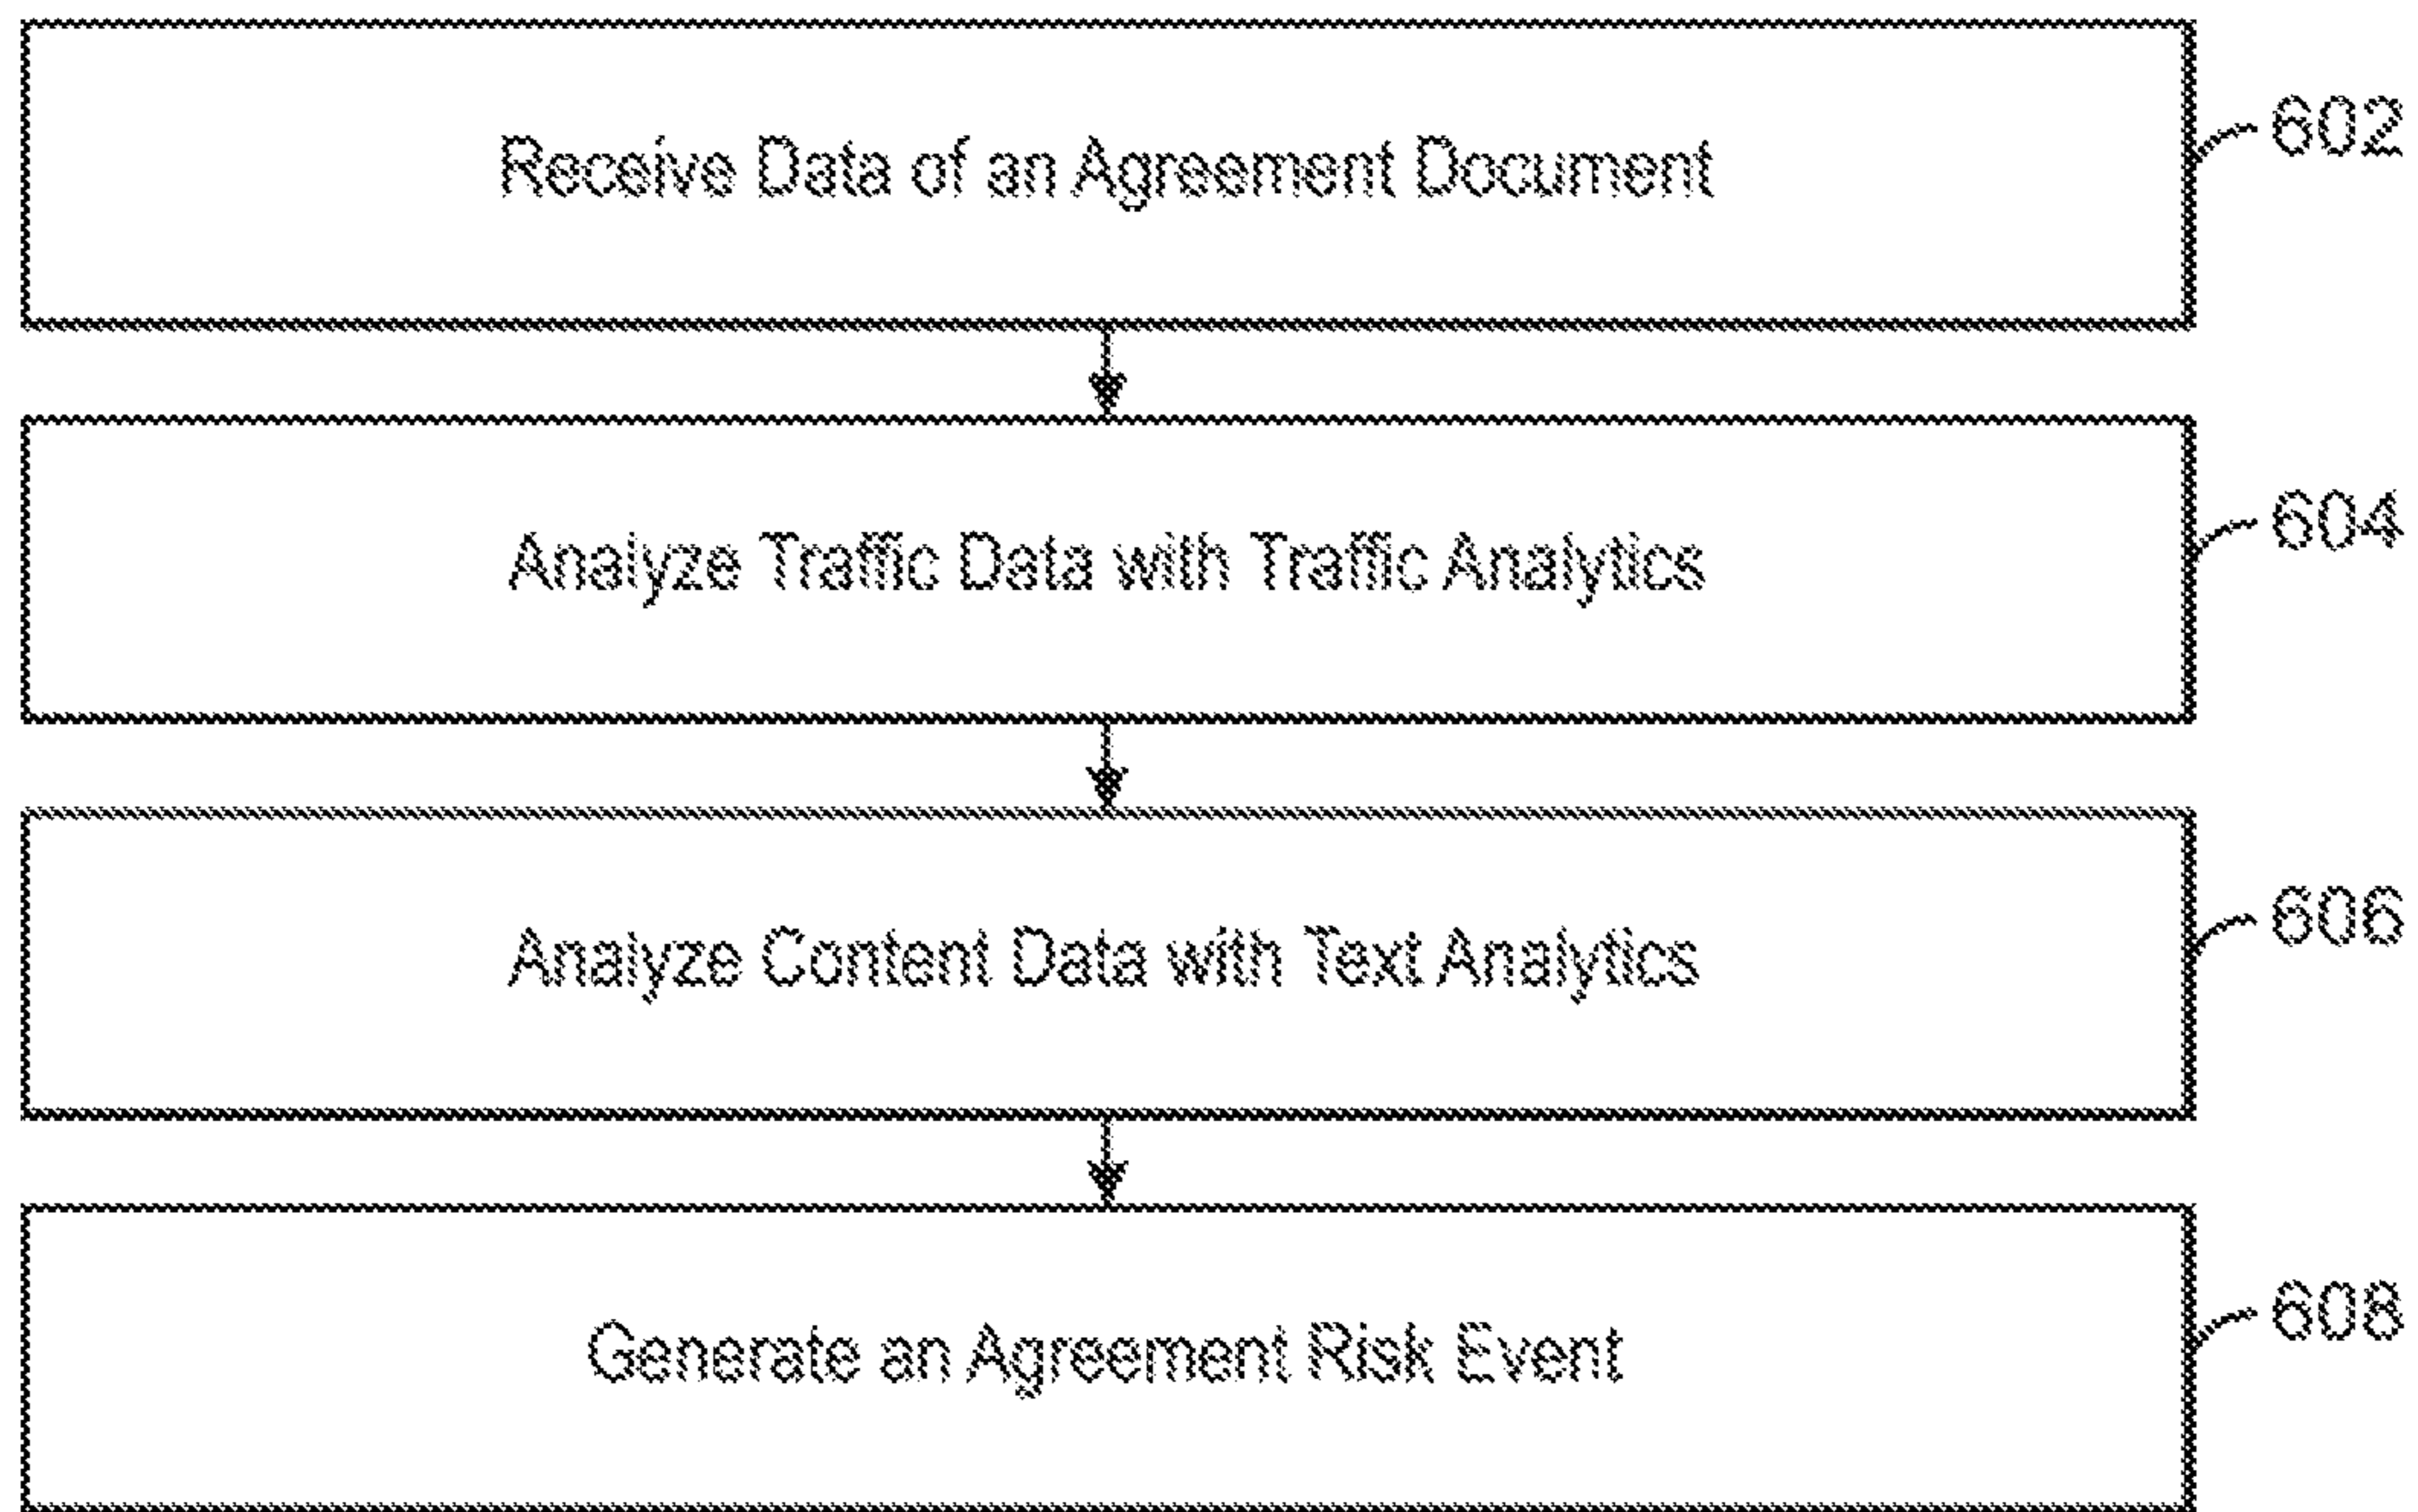 Receive Data of an Agreement Document
602
Analyze Traffic Data with Traffic Analytics
604
Analyze Content Data with Text Analytics
606
Generate an Agreement Risk Event
608